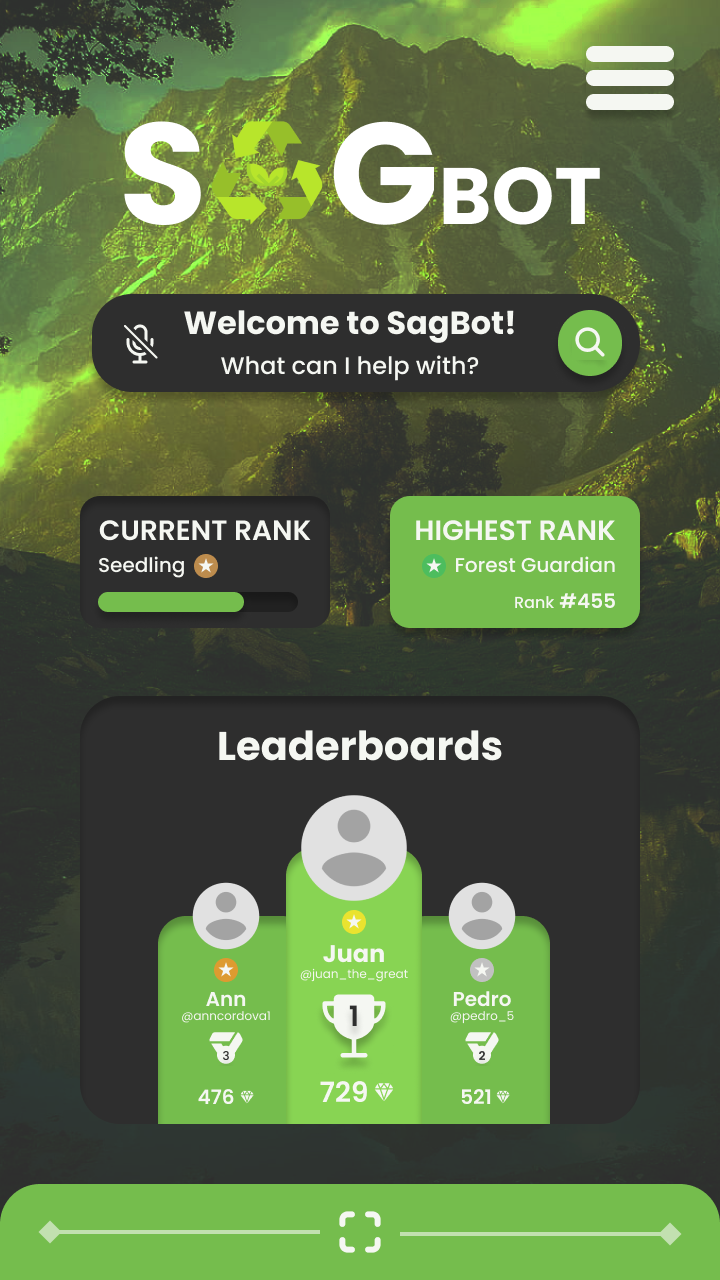 SAGBOT
Welcome to SagBot!
What can I help with?
CURRENT RANK
Seedling
HIGHEST RANK
Forest Guardian
Rank #455
Leaderboards
Juan
@juan_the_great
1
729
Ann
@anncordova1
3
476
Pedro
@pedro_5
2
521